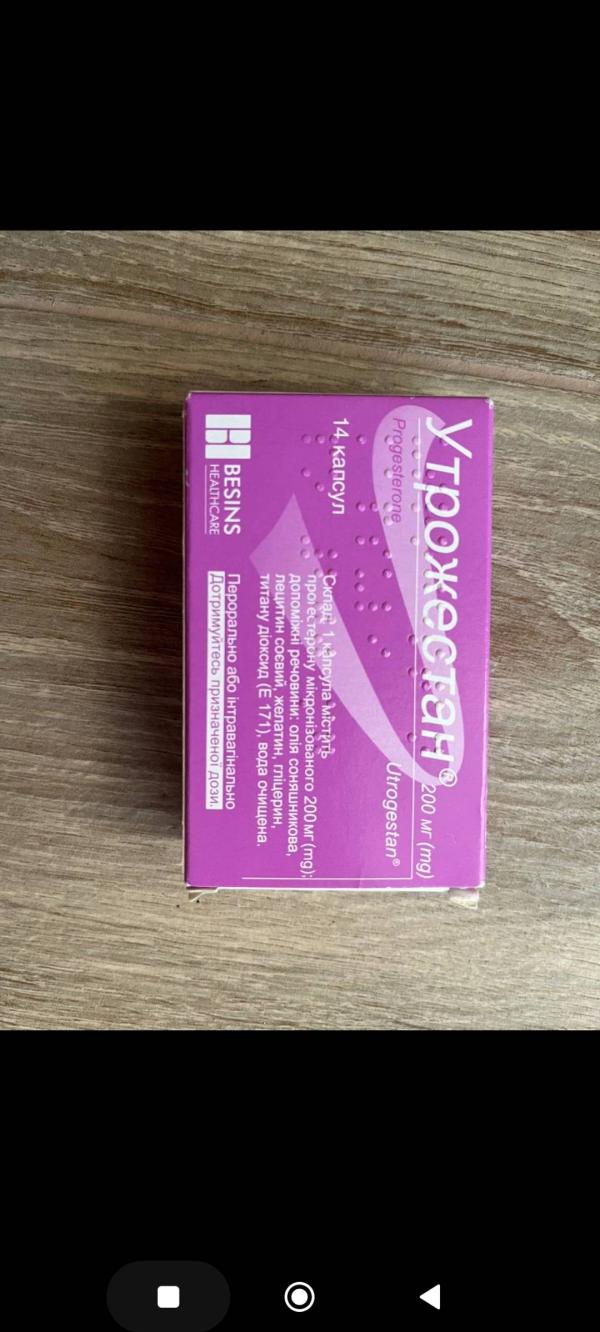 Утрожестан® 200 мг (mg)
Progesterone
Utrogestan®
14 капсул
Склад: 1 капсула містить
прогестерону мікронізованого 200 мг (mg);
допоміжні речовини: олія соняшникова,
лецитин соєвий, желатин, гліцерин,
титану діоксид (Е 171), вода очищена.
BESINS
HEALTHCARE
Перорально або інтравагінально
Дотримуйтесь призначеної дози.